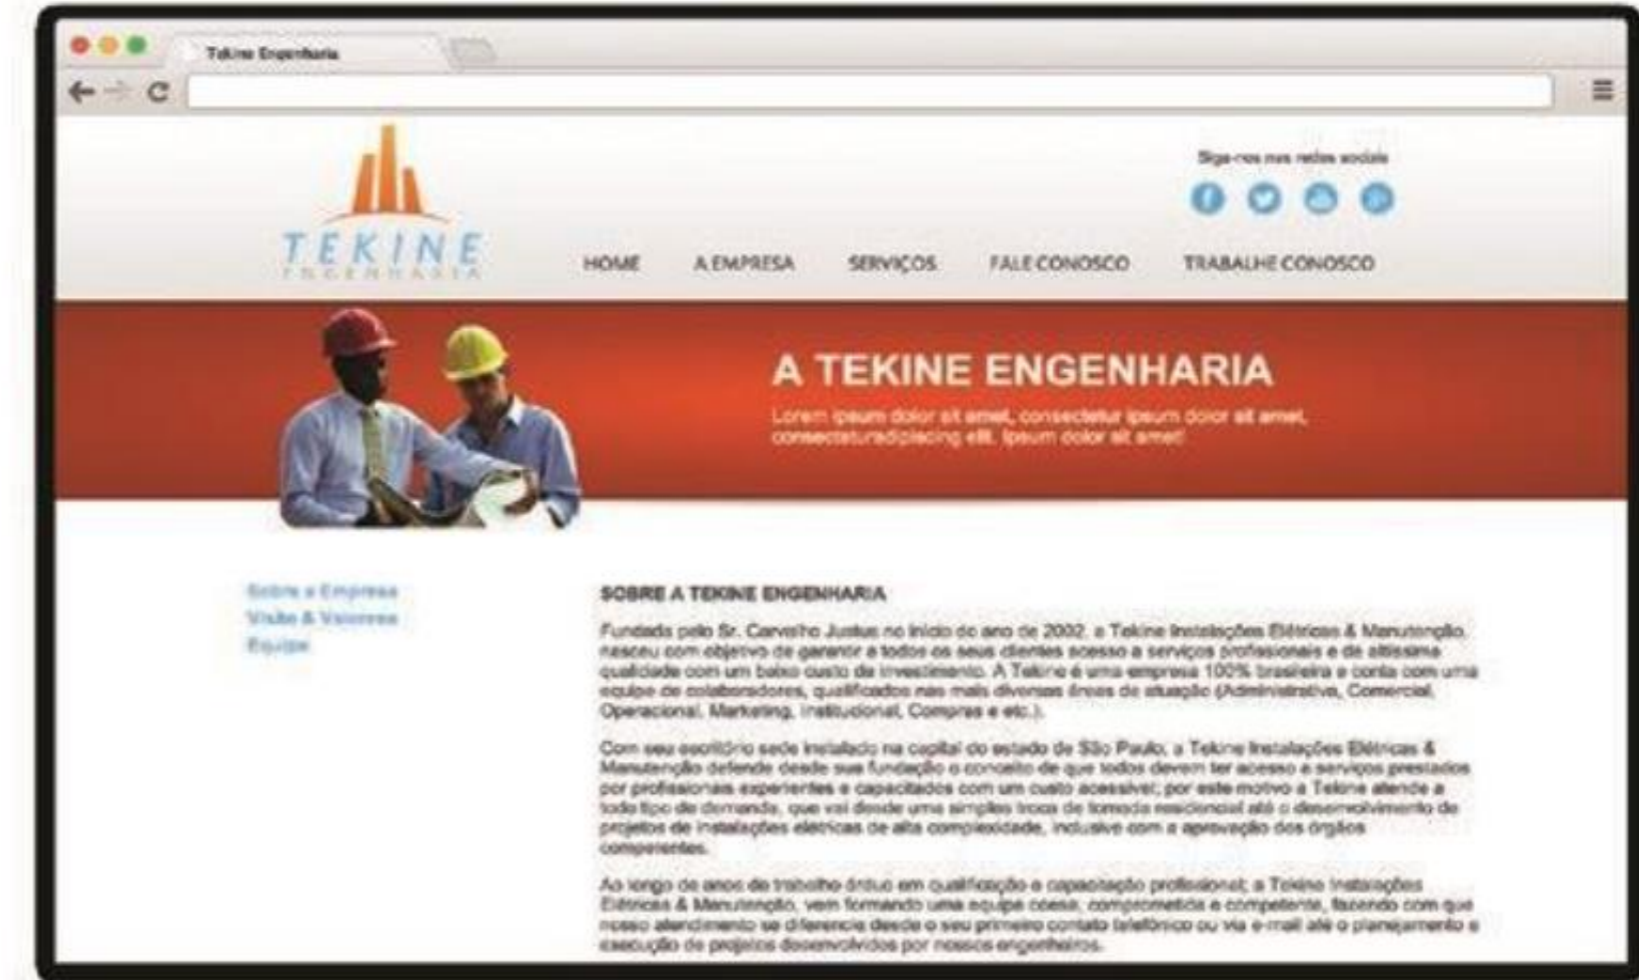 Tekine Engenharia
Siga-nos nas redes sociais
TEKINE
ENGENHARIA
HOME A EMPRESA SERVIÇOS FALE CONOSCO TRABALHE CONOSCO
A TEKINE ENGENHARIA
Lorem ipsum dolor sit amet, consectetur ipsum dolor sit amet,
consecteturadipiscing elit. Ipsum dolor sit amet
Sobre a Empresa
Visão & Valores
Equipe
SOBRE A TEKINE ENGENHARIA
Fundada pelo Sr. Carvalho Justus no início do ano de 2002, a Tekine Instalações Elétricas & Manutenção,
nasceu com objetivo de garantir a todos os seus clientes acesso a serviços profissionais e da altíssima
qualidade com um baixo custo de investimento. A Tekine é uma empresa 100% brasileira e conta com uma
equipe de colaboradores, qualificados nas mais diversas áreas de atuação (Administrativa, Comercial,
Operacional, Marketing, Institucional, Compras e etc.).
Com seu escritório sede instalado na capital do estado de São Paulo, a Tekine Instalações Elétricas &
Manutenção defende desde sua fundação o conceito de que todos devem ter acesso a serviços prestados
por profissionais experientes e capacitados com um custo acessível; por este motivo a Tekine atende a
todo tipo de demanda, que vai desde uma simples troca de tomada residencial até o desenvolvimento de
projetos de instalações elétricas de alta complexidade, inclusive com a aprovação dos órgãos
competentes.
Ao longo de anos de trabalho árduo em qualificação e capacitação profissional; a Tekine Instalações
Elétricas & Manutenção, vem formando uma equipe coesa, comprometida e competente, fazendo com que
nosso atendimento se diferencie desde o seu primeiro contato telefônico ou via e-mail até o planejamento e
execução de projetos desenvolvidos por nossos engenheiros.